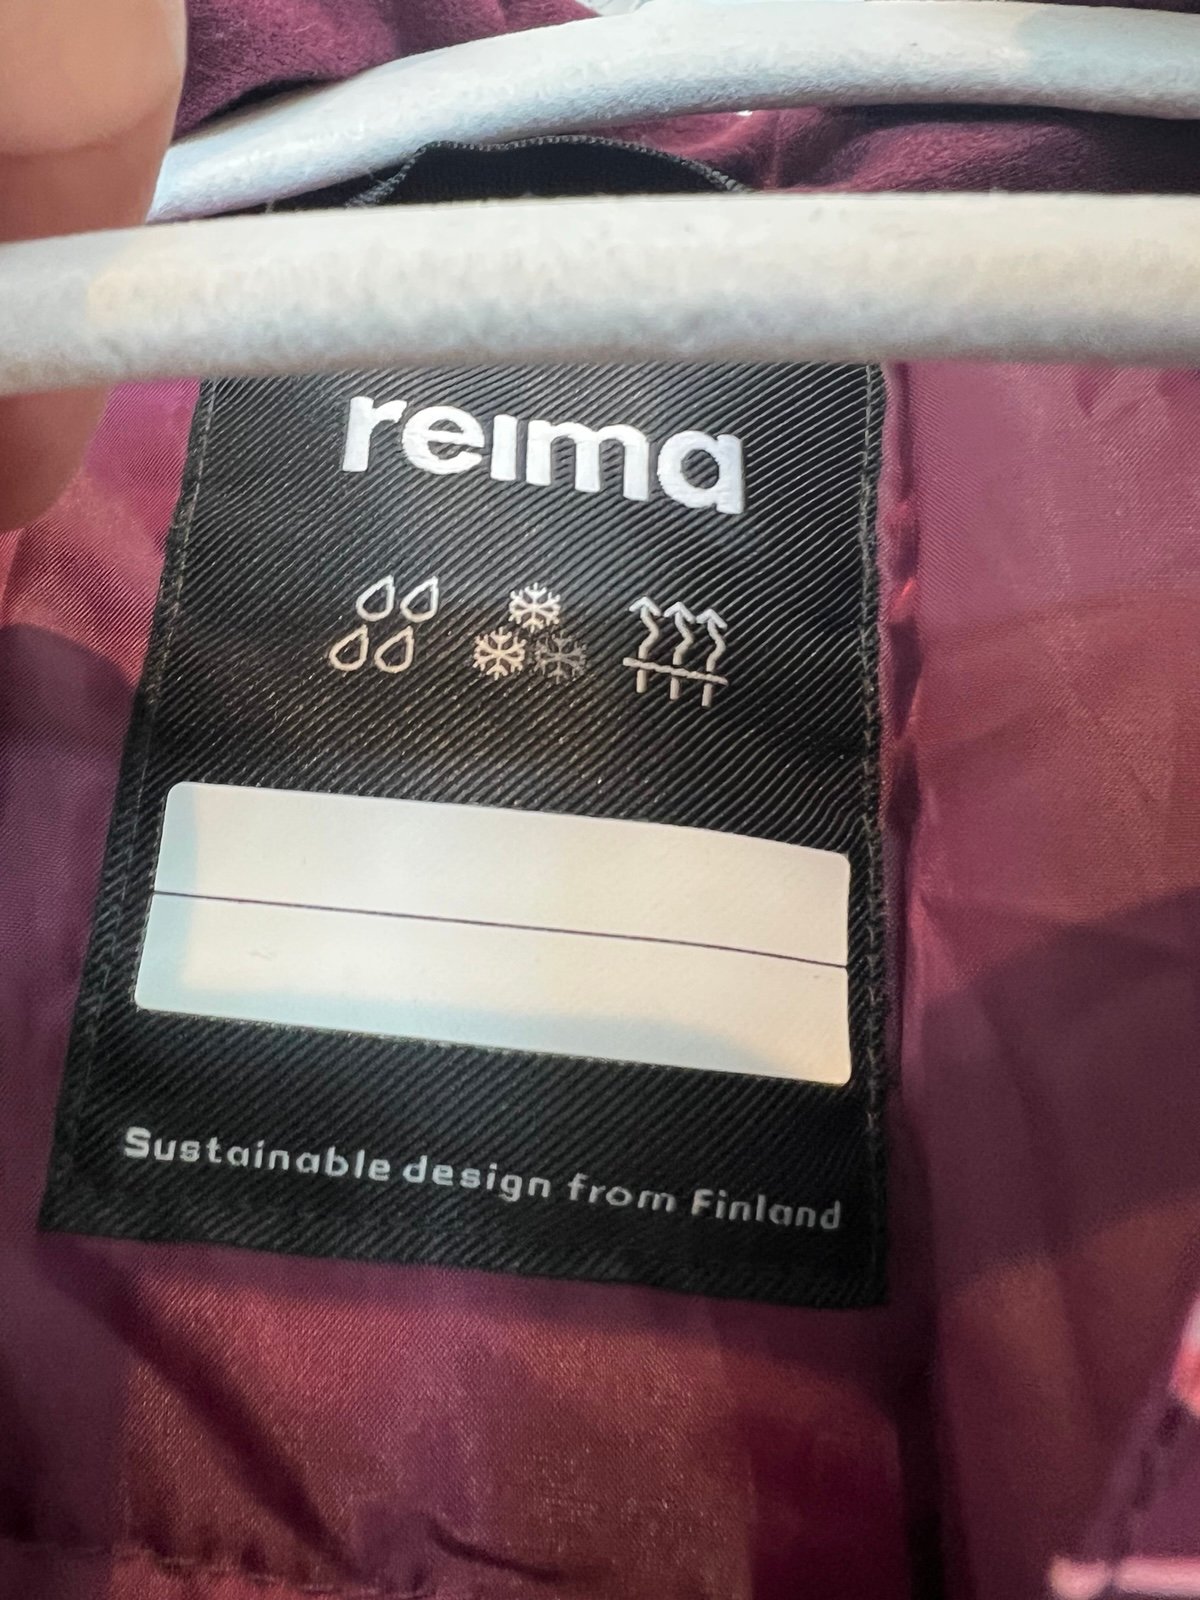 reima
Sustainable design from Finland